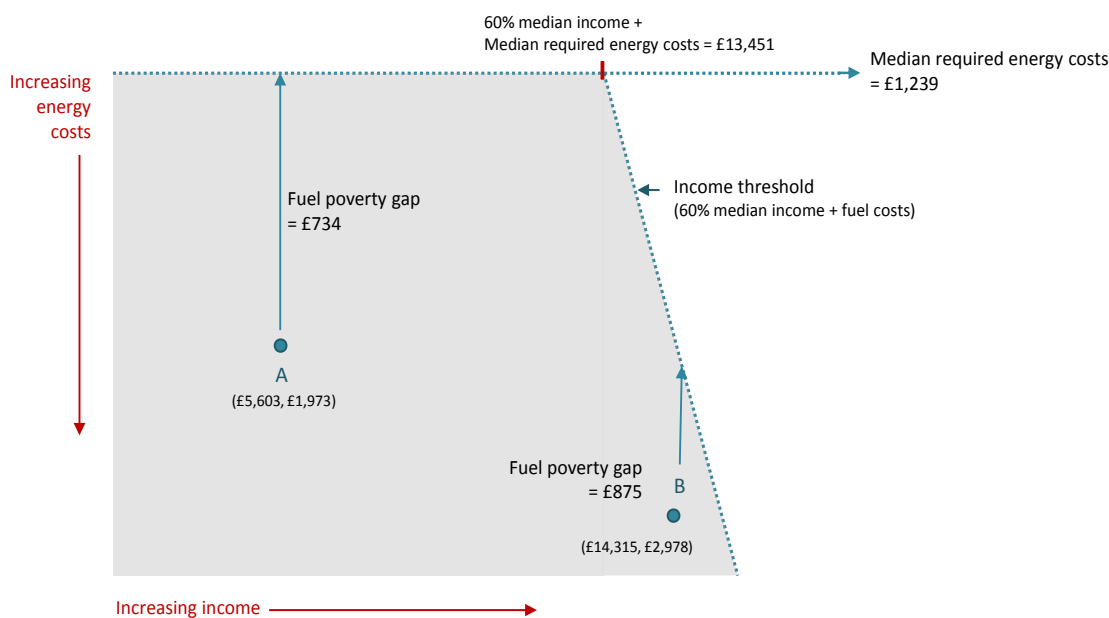 60% median income +
Median required energy costs = £13,451
Median required energy costs
= £1,239
Increasing
energy
costs
Income threshold
(60% median income + fuel costs)
Fuel poverty gap
= £734
A
(£5,603, £1,973)
Fuel poverty gap
= £875
B
(£14,315, £2,978)
Increasing income